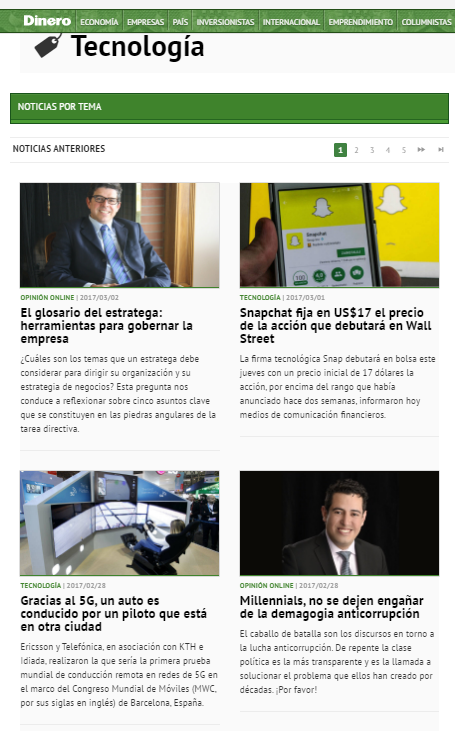 Dinero ECONOMÍA EMPRESAS PAÍS INVERSIONISTAS INTERNACIONAL EMPRENDIMIENTO COLUMNISTAS
Tecnología
NOTICIAS POR TEMA
NOTICIAS ANTERIORES 1 2 3 4 5
OPINIÓN ONLINE | 2017/03/02
El glosario del estratega:
herramientas para gobernar la
empresa
¿Cuáles son los temas que un estratega debe
considerar para dirigir su organización y su
estrategia de negocios? Esta pregunta nos
conduce a reflexionar sobre cinco asuntos clave
que se constituyen en las piedras angulares de la
tarea directiva.
Snapchat
TECNOLOGÍA | 2017/03/01
Snapchat fija en US$17 el precio
de la acción que debutará en Wall
Street
La firma tecnológica Snap debutará en bolsa este
jueves con un precio inicial de 17 dólares la
acción, por encima del rango que había
anunciado hace dos semanas, informaron hoy
medios de comunicación financieros.
TECNOLOGÍA | 2017/02/28
Gracias al 5G, un auto es
conducido por un piloto que está
en otra ciudad
Ericsson y Telefónica, en asociación con KTH e
Idiada, realizaron la que sería la primera prueba
mundial de conducción remota en redes de 5G en
el marco del Congreso Mundial de Móviles (MWC,
por sus siglas en inglés) de Barcelona, España.
OPINIÓN ONLINE | 2017/02/28
Millennials, no se dejen engañar
de la demagogia anticorrupción
El caballo de batalla son los discursos en torno a
la lucha anticorrupción. De repente la clase
política es la más transparente y es la llamada a
solucionar el problema que ellos han creado por
décadas. ¡Por favor!